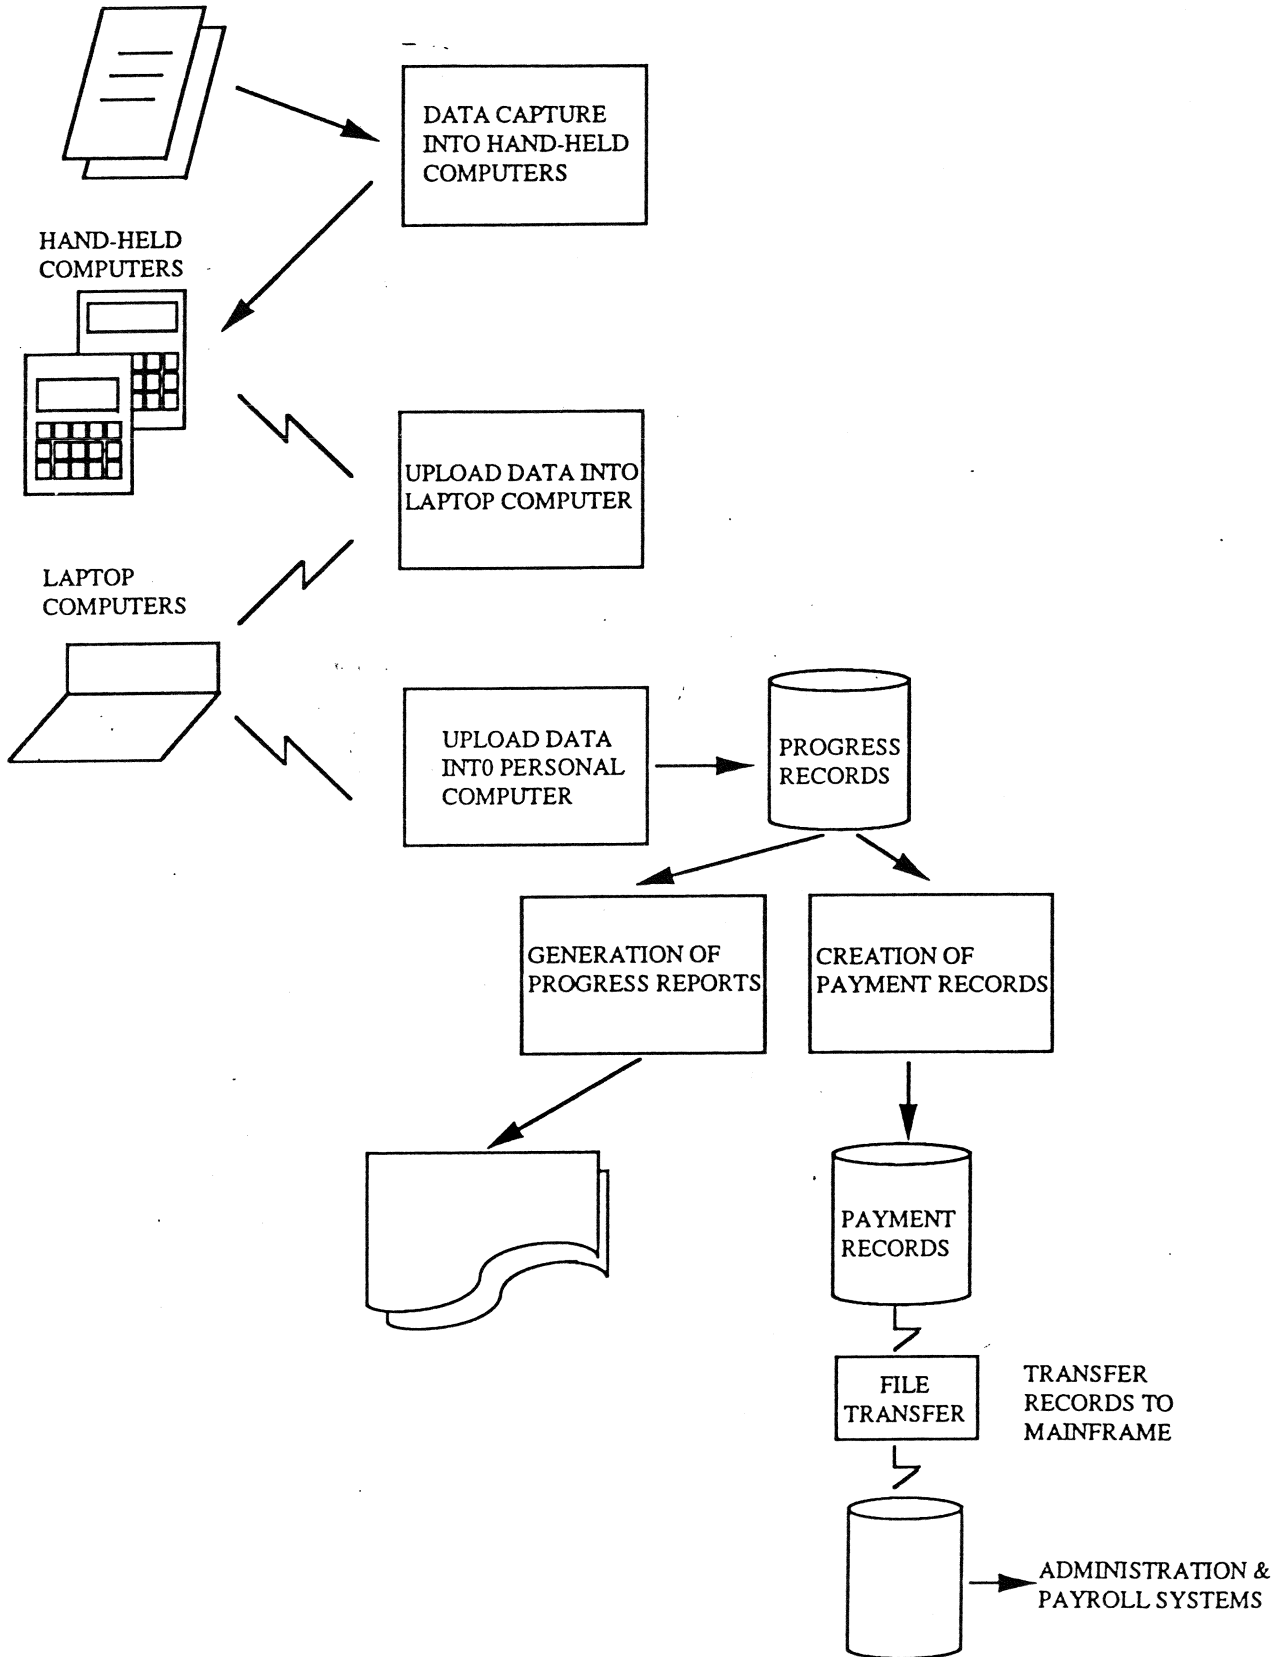 DATA CAPTURE
INTO HAND-HELD
COMPUTERS
HAND-HELD
COMPUTERS
UPLOAD DATA INTO
LAPTOP COMPUTER
LAPTOP
COMPUTERS
UPLOAD DATA
INT0 PERSONAL
COMPUTER
PROGRESS
RECORDS
GENERATION OF
PROGRESS REPORTS
CREATION OF
PAYMENT RECORDS
PAYMENT
RECORDS
FILE
TRANSFER
TRANSFER
RECORDS TO
MAINFRAME
ADMINISTRATION &
PAYROLL SYSTEMS